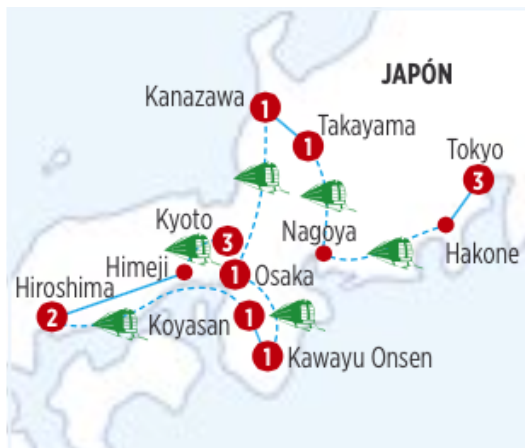 JAPÓN
Kanazawa
1
Takayama
1
Tokyo
3
Kyoto
3
Nagoya
Hakone
Himeji
1
Osaka
Hiroshima
2
Koyasan
1
1
Kawayu Onsen